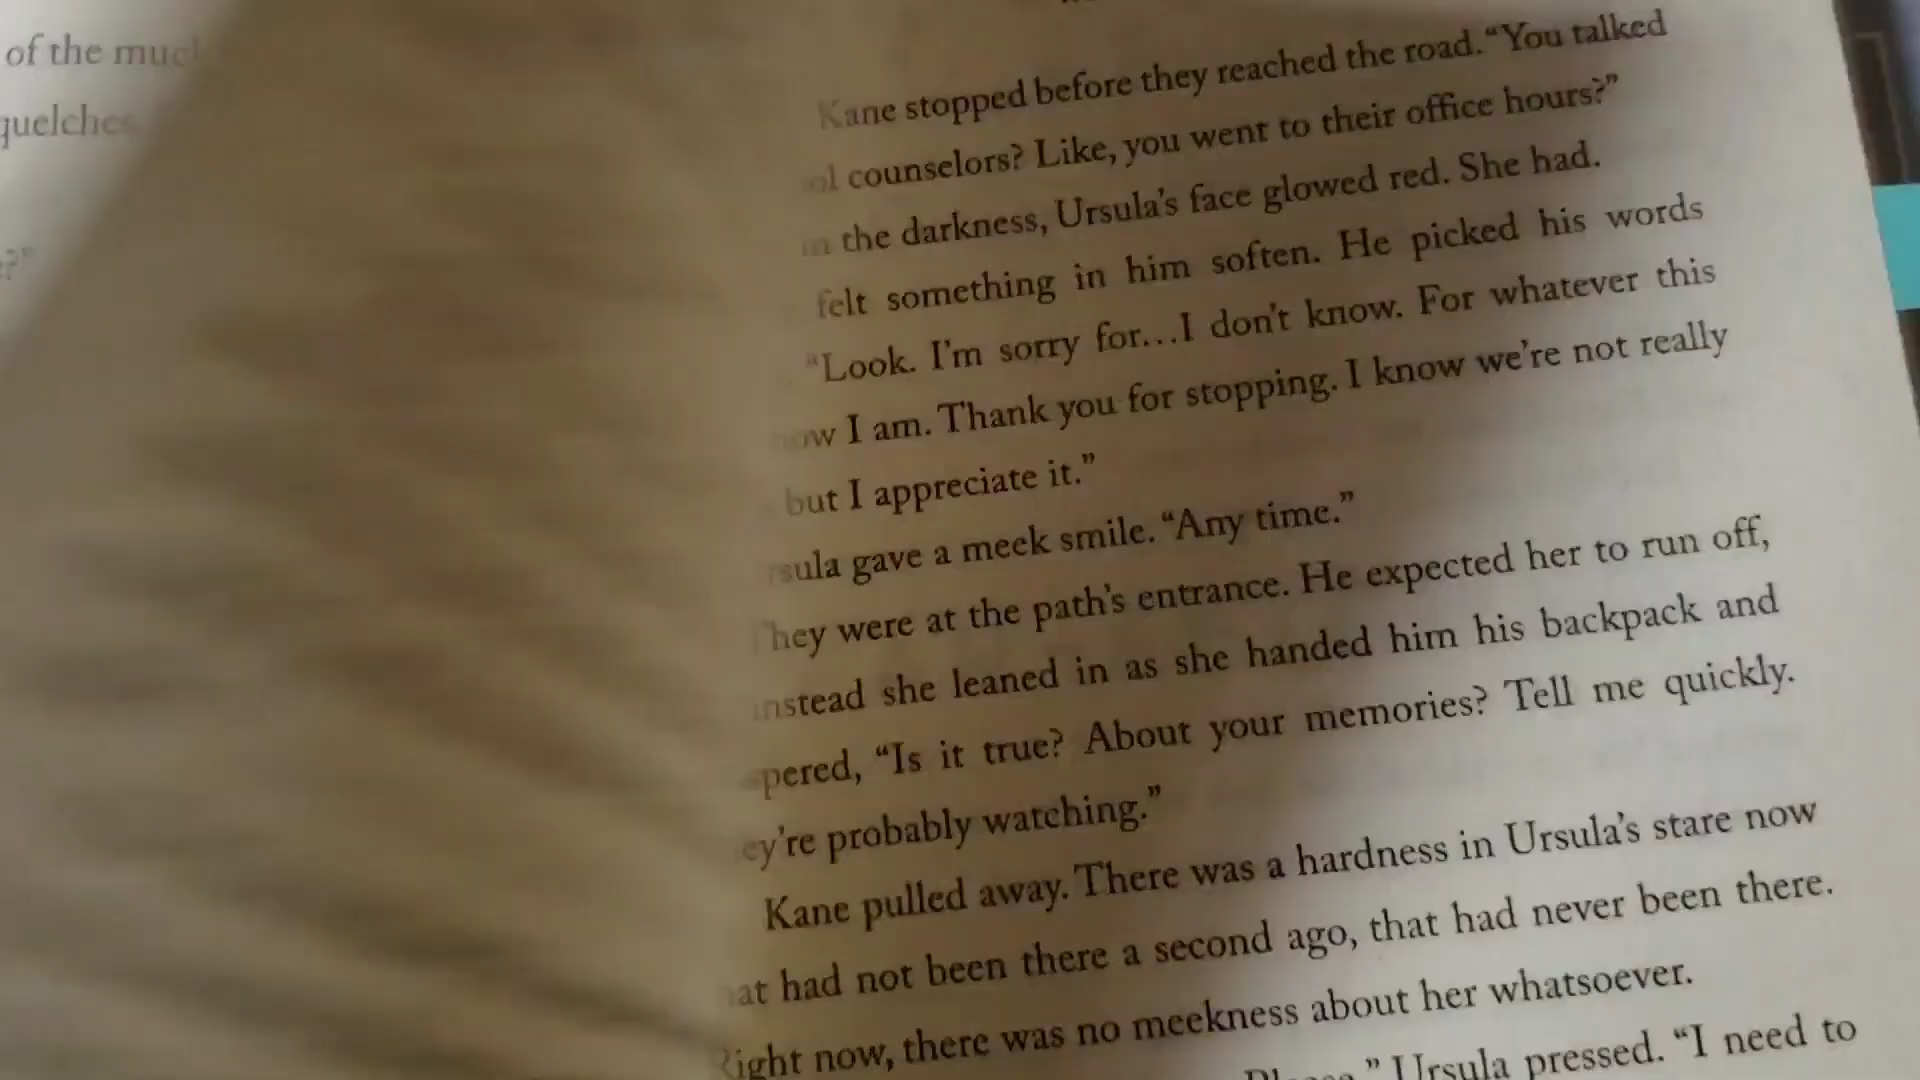 of the
quelches
Kane stopped before they reached the road. “You talked
counselors? Like, you went to their office hours?”
in the darkness, Ursula’s face glowed red. She had.
felt something in him soften. He picked his words
“Look. I’m sorry for…I don’t know. For whatever this
I am. Thank you for stopping. I know we’re not really
but I appreciate it.”
gave a meek smile. “Any time.”
They were at the path’s entrance. He expected her to run off,
instead she leaned in as she handed him his backpack and
“Is it true? About your memories? Tell me quickly.
probably watching.”
Kane pulled away. There was a hardness in Ursula’s stare now
had not been there a second ago, that had never been there.
Right now, there was no meekness about her whatsoever.
Ursula pressed. “I need to